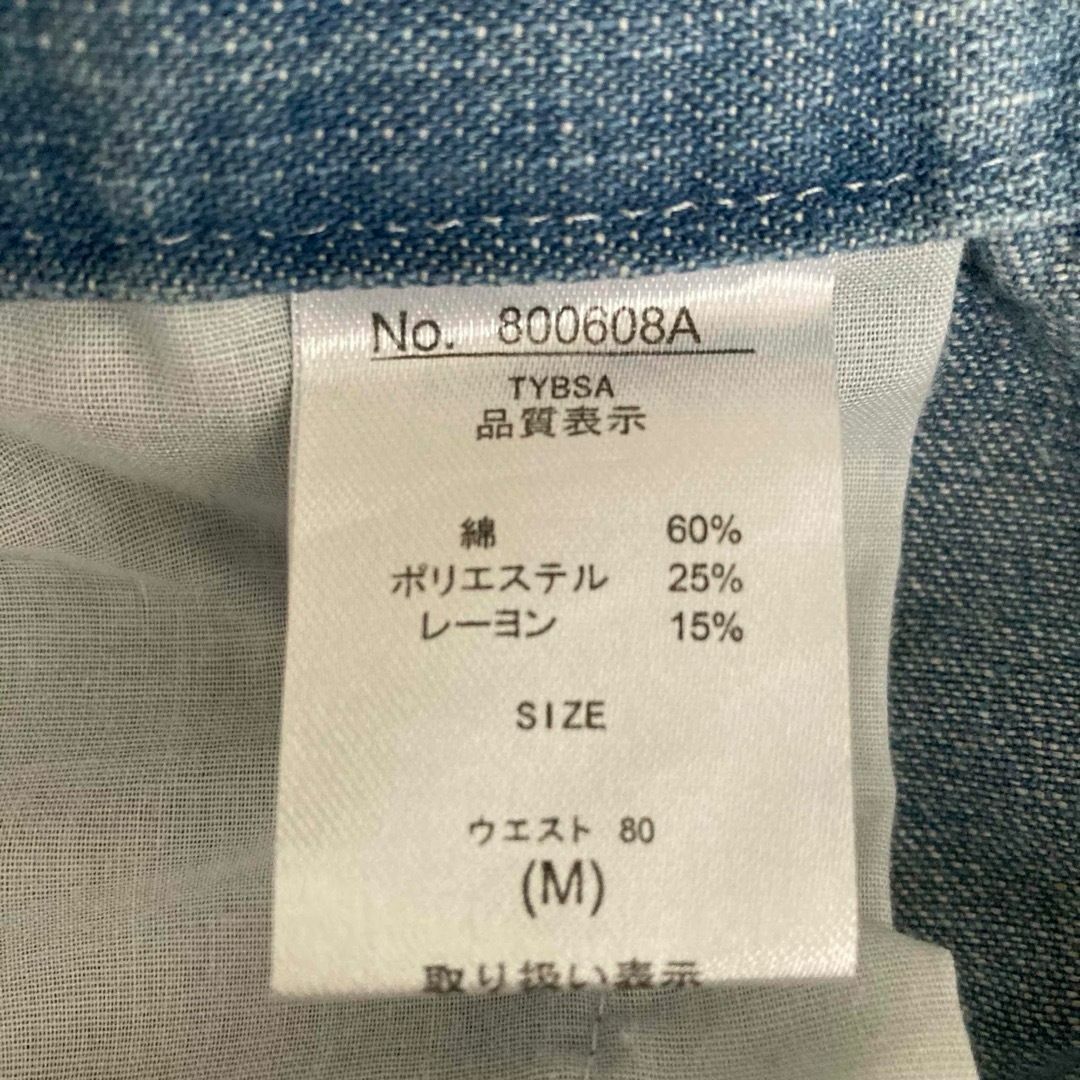 No. 800608A
TYBSA
品質表示
綿 60%
ポリエステル 25%
レーヨン 15%
SIZE
ウエスト 80
(M)
取り扱い表示